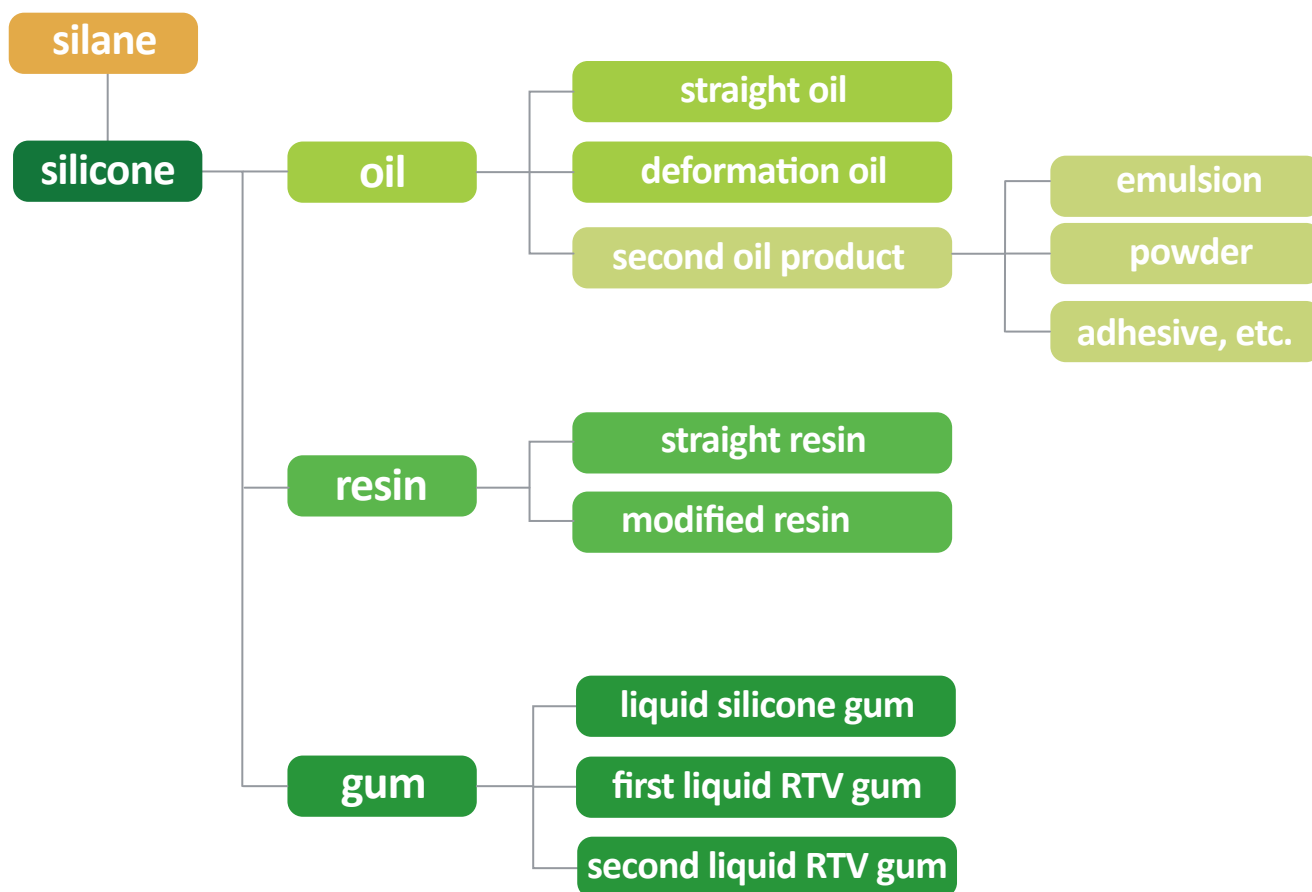 silane
silicone
oil
straight oil
deformation oil
second oil product
emulsion
powder
adhesive, etc.
resin
straight resin
modified resin
gum
liquid silicone gum
first liquid RTV gum
second liquid RTV gum